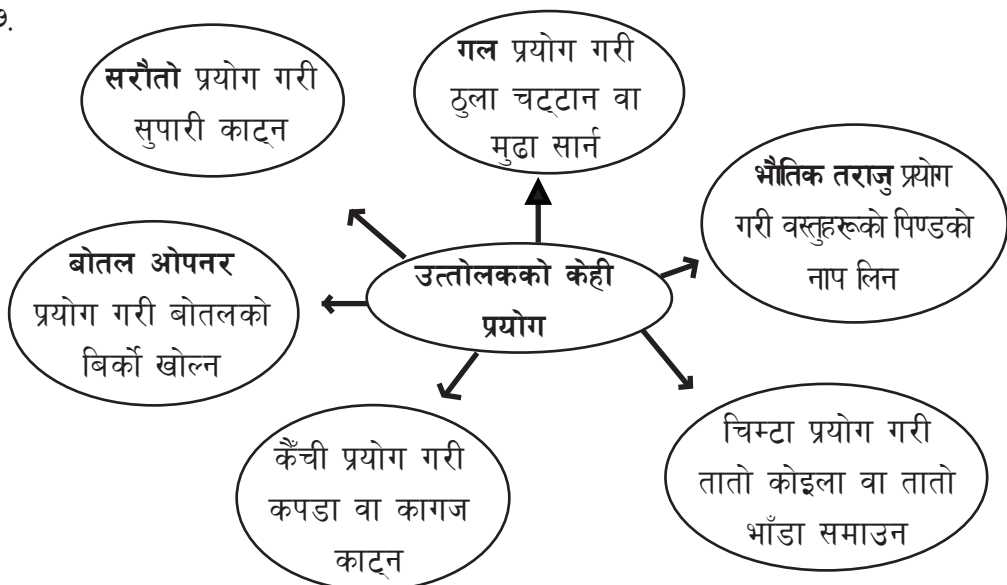 ९.
सरौतो प्रयोग गरी
सुपारी काट्न
गल प्रयोग गरी
ठुला चट्टान वा
मुढा सार्न
भौतिक तराजु प्रयोग
गरी वस्तुहरूको पिण्डको
नाप लिन
बोतल ओपनर
प्रयोग गरी बोतलको
बिर्को खोल्न
उत्तोलकको केही
प्रयोग
कैँची प्रयोग गरी
कपडा वा कागज
काट्न
चिम्टा प्रयोग गरी
तातो कोइला वा तातो
भाँडा समाउन